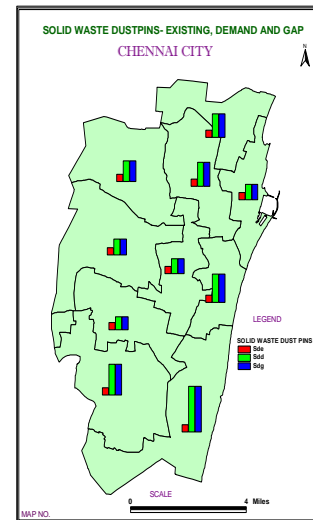 SOLID WASTE DUSTPINS- EXISTING, DEMAND AND GAP
CHENNAI CITY
N
LEGEND
SOLID WASTE DUST PINS
Sde
Sdd
Sdg
SCALE
0 4 Miles
MAP NO.